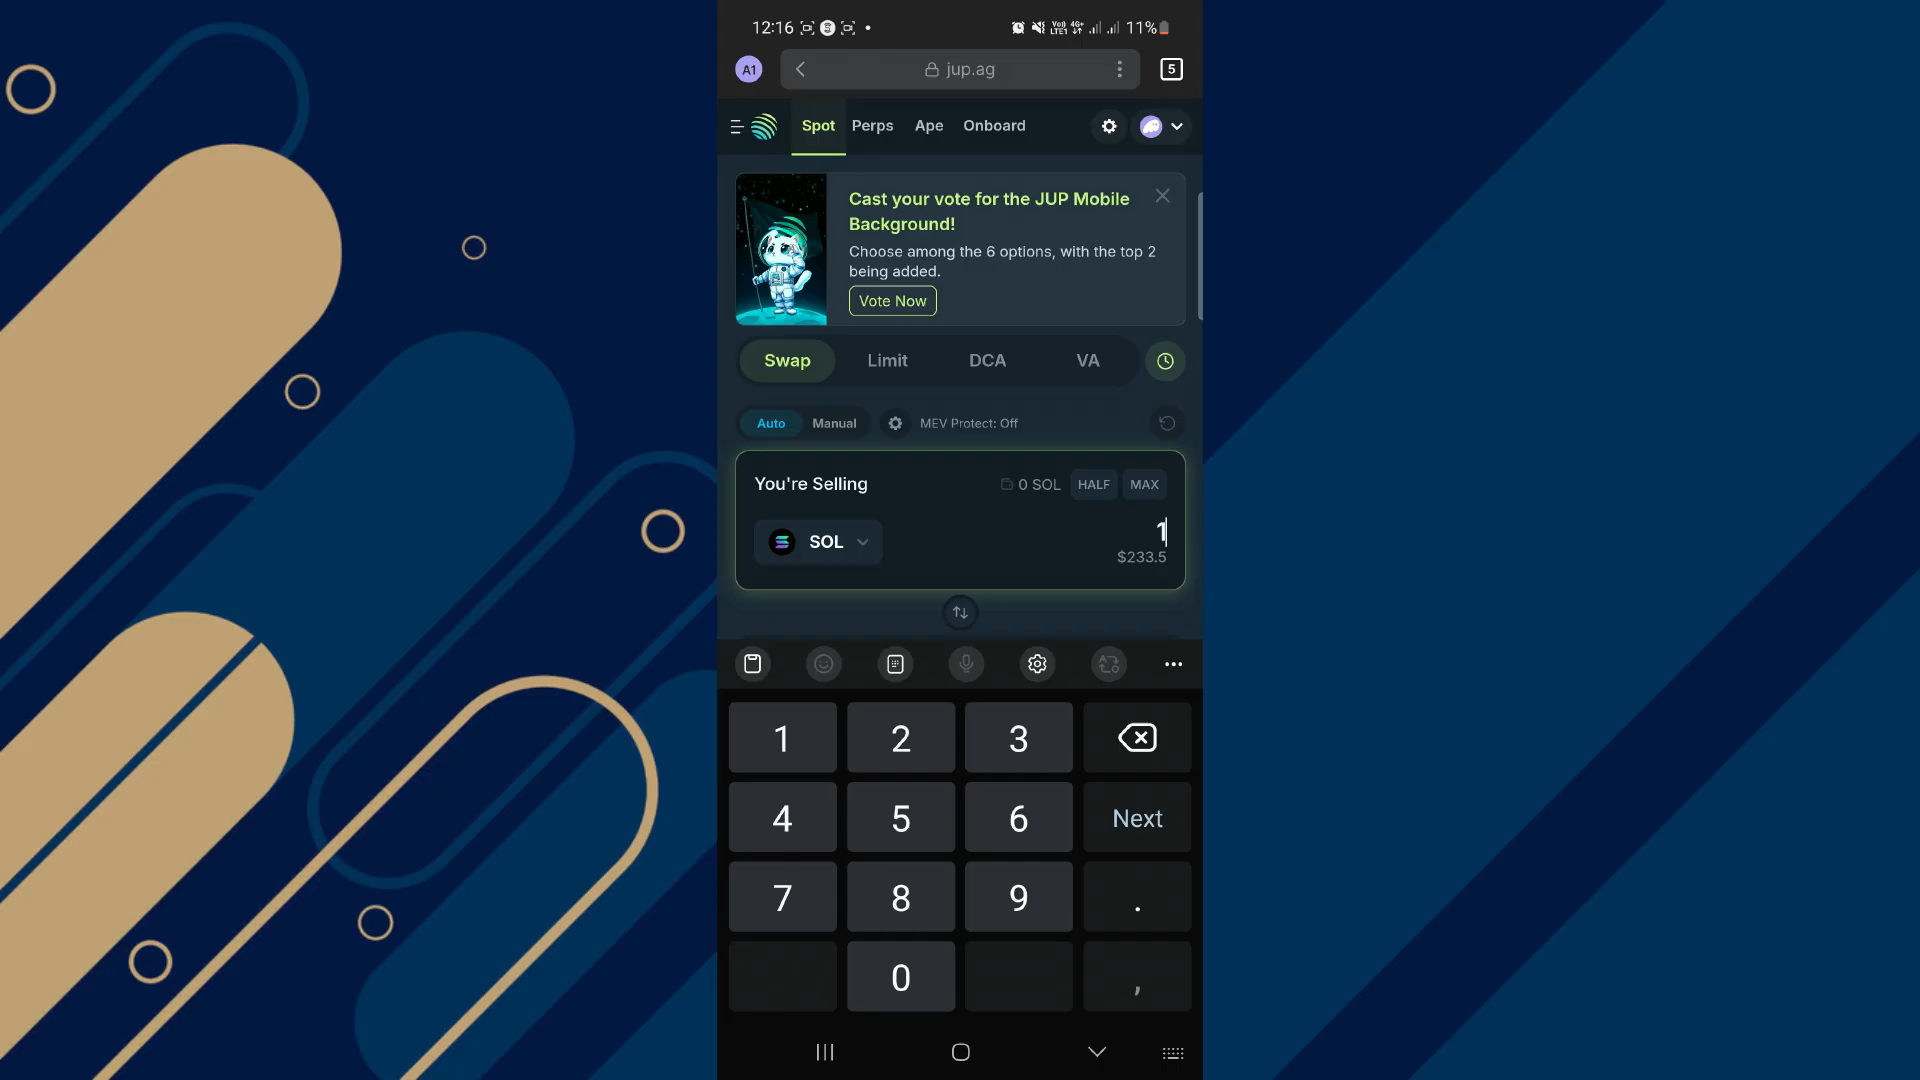 12:16 11%
Vo)) 4G+
LTE1
A1 jup.ag 5
Spot Perps Ape Onboard
Cast your vote for the JUP Mobile
Background!
Choose among the 6 options, with the top 2
being added.
Vote Now
Swap Limit DCA VA
Auto Manual MEV Protect: Off
You're Selling 0 SOL HALF MAX
SOL 1
$233.5
1 2 3
4 5 6 Next
7 8 9 .
0 ,